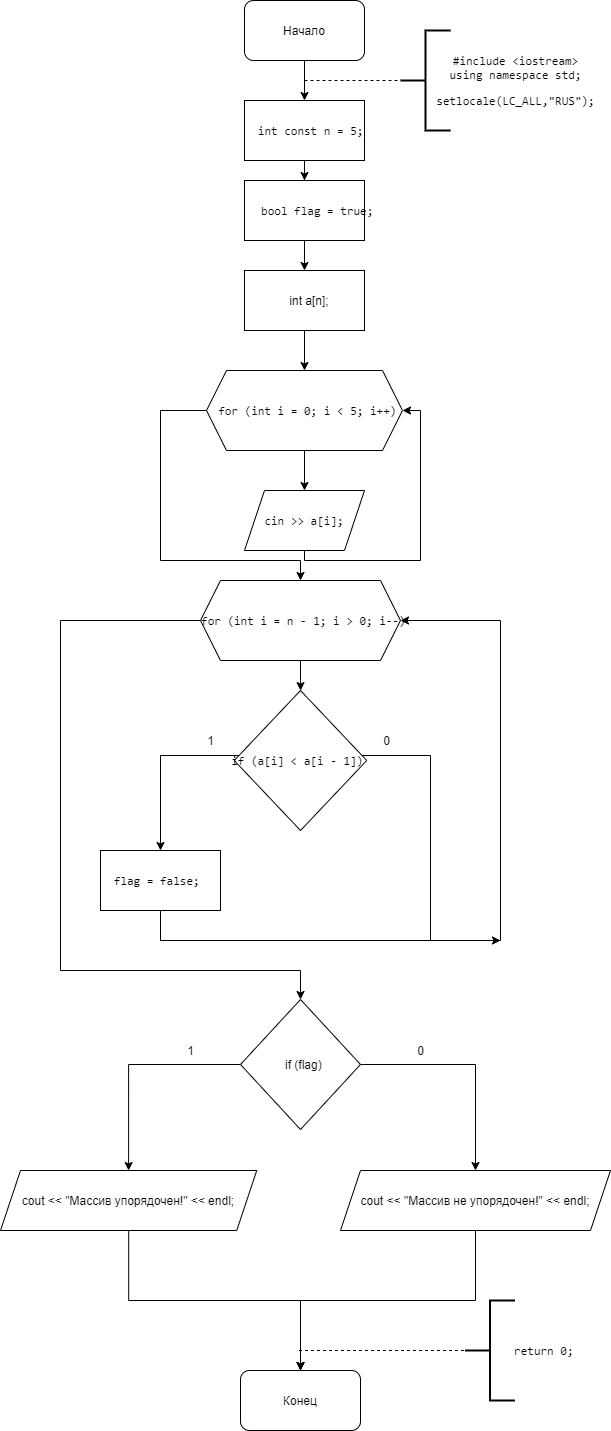 Начало
#include <iostream>
using namespace std;
setlocale(LC_ALL,"RUS");
int const n = 5;
bool flag = true;
int a[n];
for (int i = 0; i < 5; i++)
cin >> a[i];
for (int i = n - 1; i > 0; i--)
1
0
if (a[i] < a[i - 1])
flag = false;
1
0
if (flag)
cout << "Массив упорядочен!" << endl;
cout << "Массив не упорядочен!" << endl;
return 0;
Конец